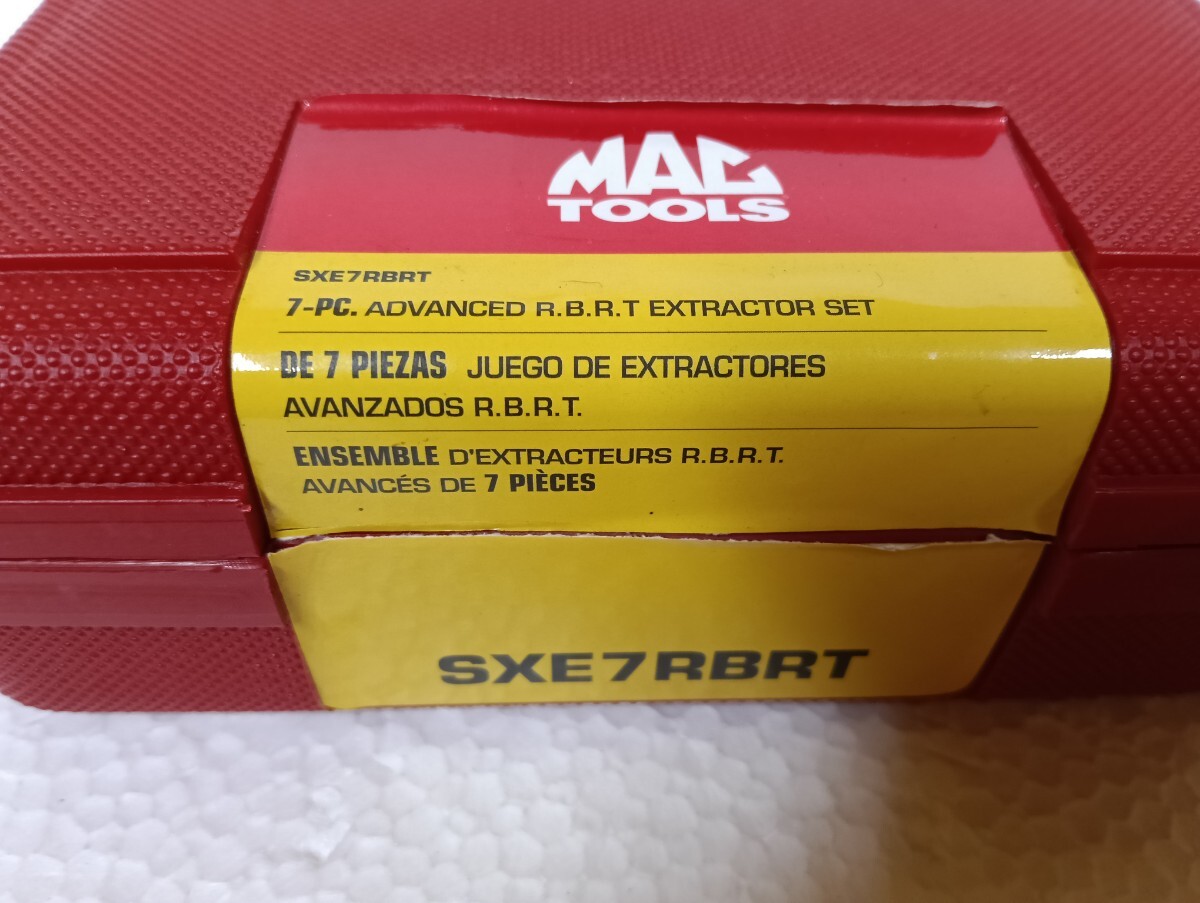 MAC
TOOLS
SXE7RBRT
7-PC. ADVANCED R.B.R.T EXTRACTOR SET
DE 7 PIEZAS JUEGO DE EXTRACTORES
AVANZADOS R.B.R.T.
ENSEMBLE D'EXTRACTEURS R.B.R.T.
AVANCÉS DE 7 PIÈCES
SXE7RBRT